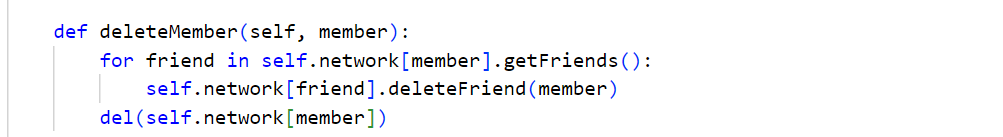 def deleteMember(self, member):
    for friend in self.network[member].getFriends():
        self.network[friend].deleteFriend(member)
    del(self.network[member])